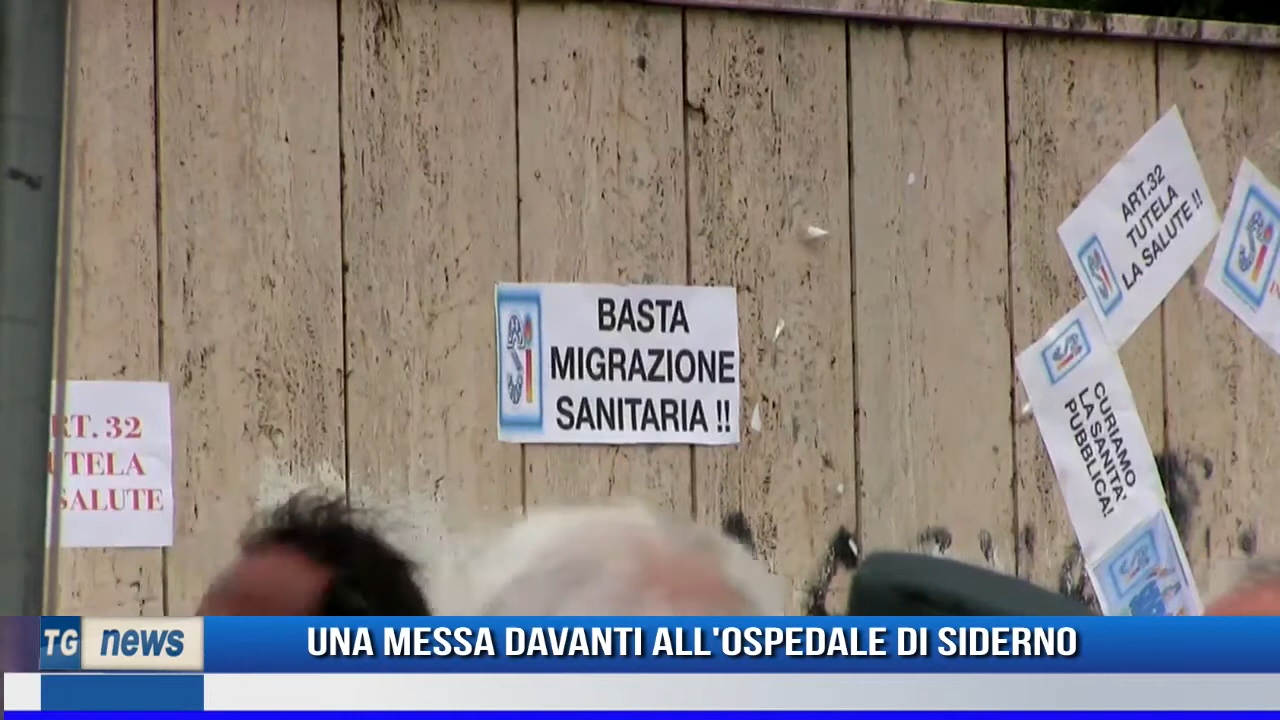 ART.32
TUTELA
LA SALUTE !!
BASTA
MIGRAZIONE
SANITARIA !!
CURIAMO
LA SANITA'
PUBBLICA!
RT. 32
UTELA
SALUTE
TG news
UNA MESSA DAVANTI ALL'OSPEDALE DI SIDERNO